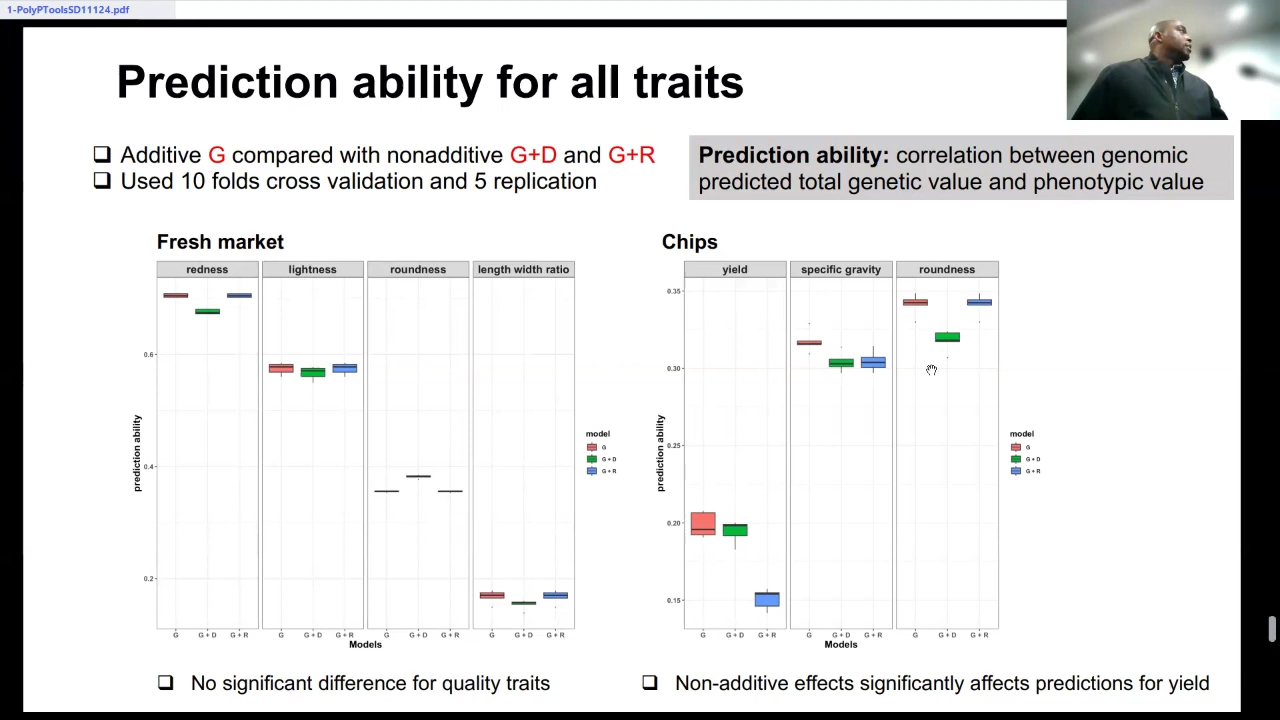 1-PolyPToolsSD11124.pdf
Prediction ability for all traits
Additive G compared with nonadditive G+D and G+R
Used 10 folds cross validation and 5 replication
Prediction ability: correlation between genomic
predicted total genetic value and phenotypic value
Fresh market
redness lightness roundness length width ratio
0.6
0.4
0.2
prediction ability
G G + D G + R G G + D G + R G G + D G + R G G + D G + R
Models
model
G
G + D
G + R
Chips
yield specific gravity roundness
0.35
0.30
0.25
0.20
0.15
prediction ability
G G + D G + R G G + D G + R G G + D G + R
Models
model
G
G + D
G + R
No significant difference for quality traits
Non-additive effects significantly affects predictions for yield